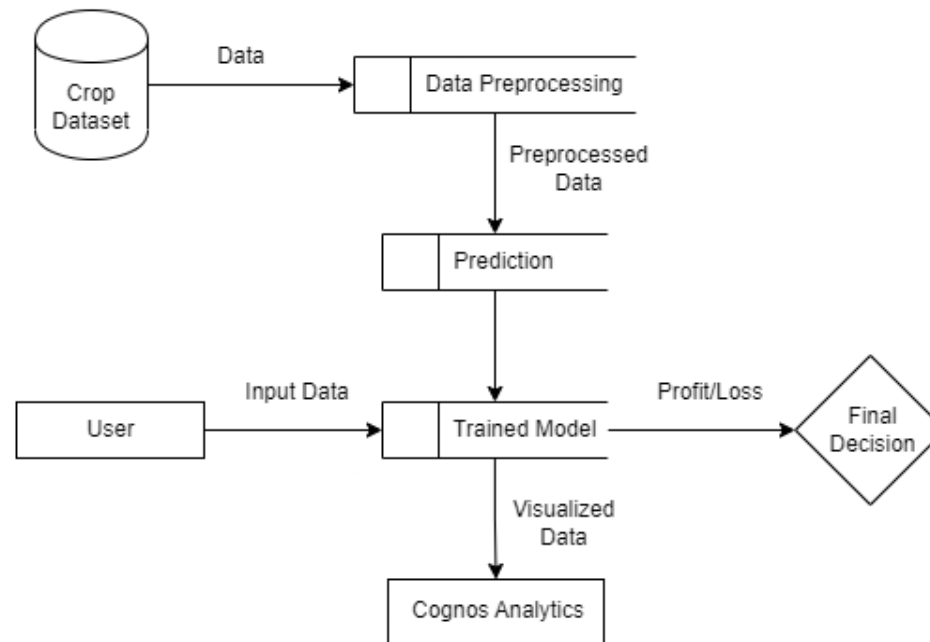 Data
Crop
Dataset
Data Preprocessing
Preprocessed
Data
Prediction
User
Input Data
Trained Model
Profit/Loss
Final
Decision
Visualized
Data
Cognos Analytics